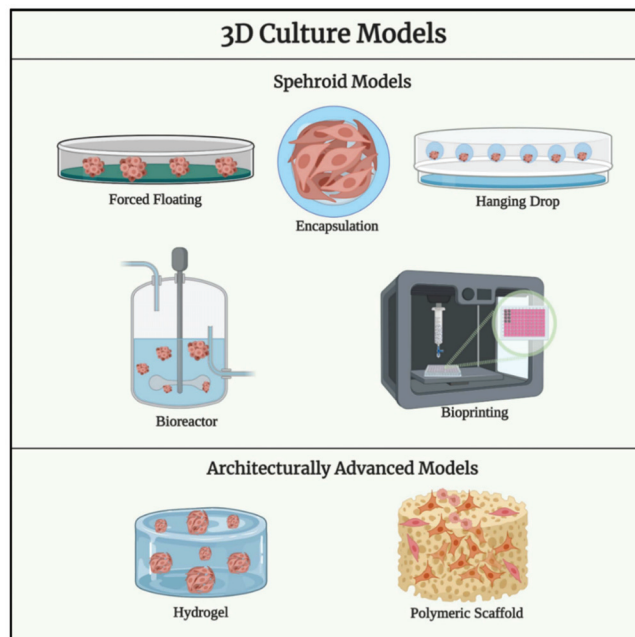 3D Culture Models
Spehroid Models
Forced Floating
Encapsulation
Hanging Drop
Bioreactor
Bioprinting
Architecturally Advanced Models
Hydrogel
Polymeric Scaffold